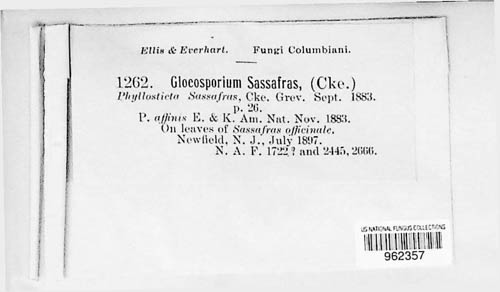 Ellis & Everhart. Fungi Columbiani.
1262. Glocosporium Sassafras, (Cke.)
Phyllosticta Sassafras, Cke. Grev. Sept. 1883.
p. 26.
P. affinis E. & K. Am. Nat. Nov. 1883.
On leaves of Sassafras officinale.
Newfield, N. J., July 1897.
N. A. F. 1722,? and 2445, 2666.
US NATIONAL FUNGUS COLLECTIONS
962357